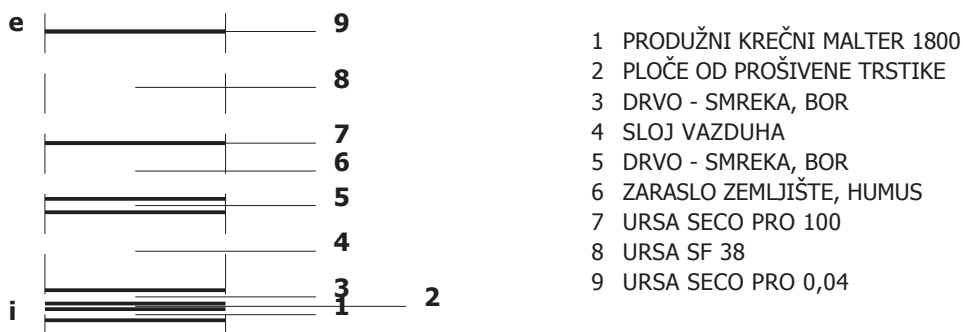 e
9
8
7
6
5
4
3
2
1
i
1 PRODUŽNI KREČNI MALTER 1800
2 PLOČE OD PROŠIVENE TRSTIKE
3 DRVO - SMREKA, BOR
4 SLOJ VAZDUHA
5 DRVO - SMREKA, BOR
6 ZARASLO ZEMLJIŠTE, HUMUS
7 URSA SECO PRO 100
8 URSA SF 38
9 URSA SECO PRO 0,04